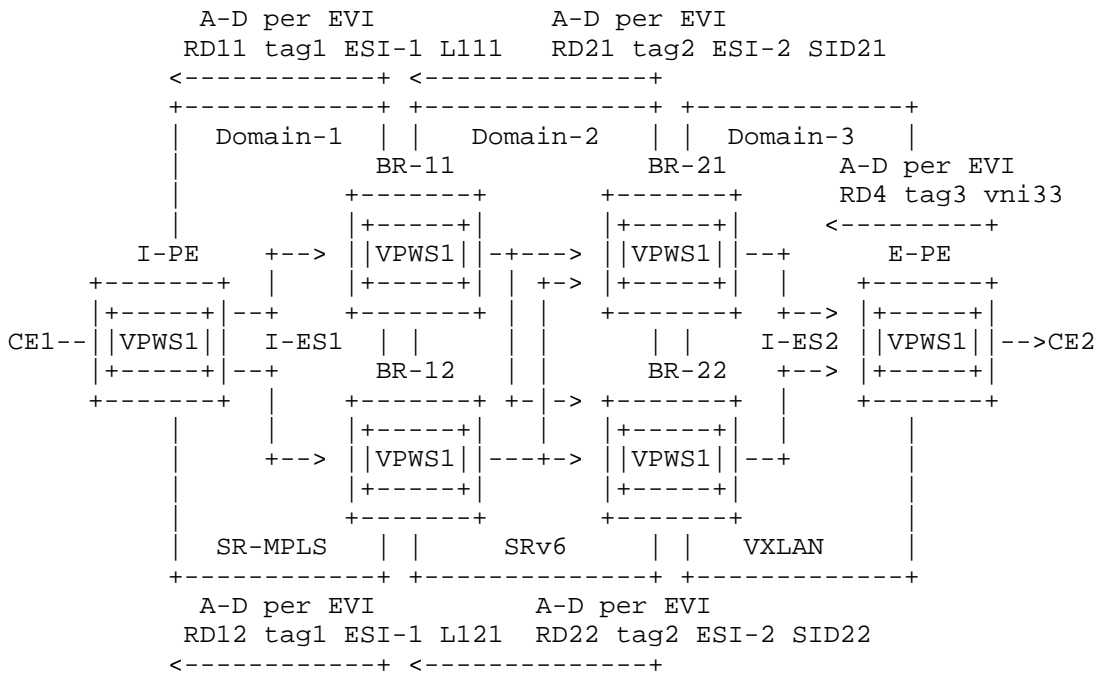 A-D per EVI A-D per EVI
RD11 tag1 ESI-1 L111 RD21 tag2 ESI-2 SID21
Domain-1 Domain-2 Domain-3
BR-11 BR-21 A-D per EVI
RD4 tag3 vni33
I-PE VPWS1 VPWS1 E-PE
CE1 VPWS1 I-ES1 I-ES2 VPWS1 CE2
BR-12 BR-22
VPWS1 VPWS1
SR-MPLS SRv6 VXLAN
A-D per EVI A-D per EVI
RD12 tag1 ESI-1 L121 RD22 tag2 ESI-2 SID22